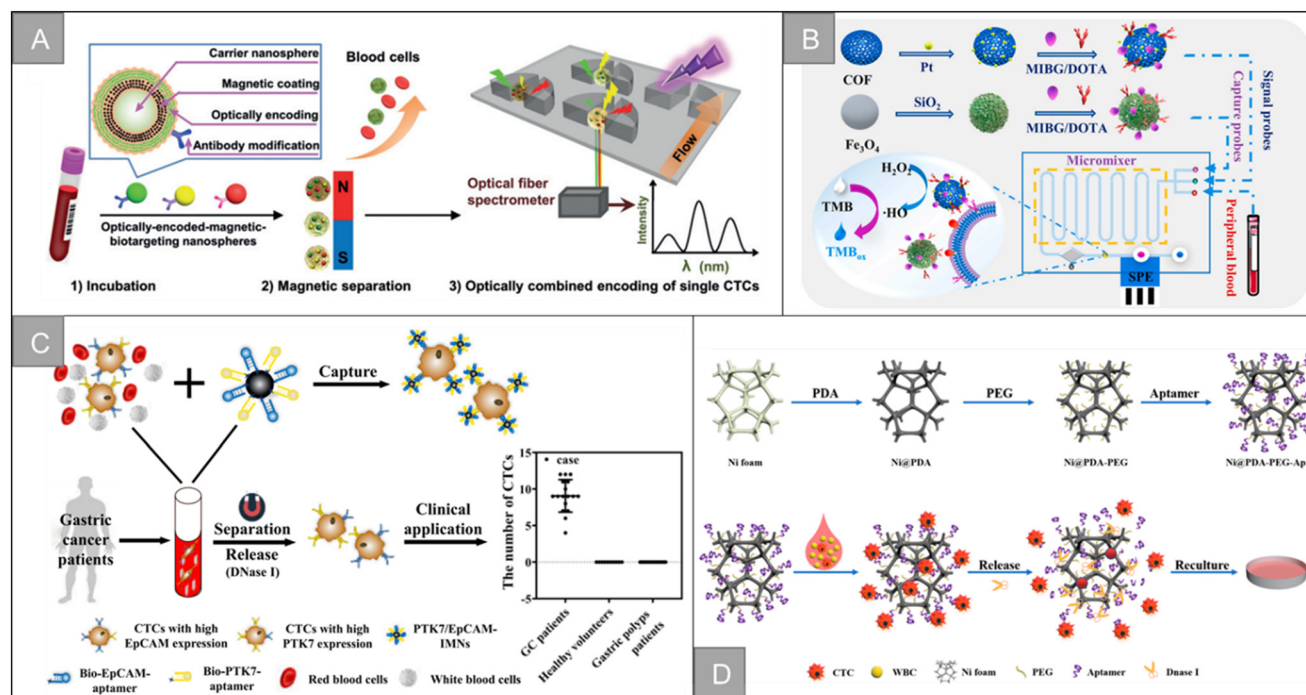 A
Carrier nanosphere
Magnetic coating
Optically encoding
Antibody modification
Blood cells
Optically-encoded-magnetic-
biotargeting nanospheres
N
S
Optical fiber
spectrometer
Flow
Intensity
λ (nm)
1) Incubation
2) Magnetic separation
3) Optically combined encoding of single CTCs
B
COF
Pt
MIBG/DOTA
Fe3O4
SiO2
MIBG/DOTA
Signal probes
Capture probes
Peripheral blood
Micromixer
H2O2
TMB
·HO
TMBox
SPE
C
Capture
Gastric
cancer
patients
Separation
Release
(DNase I)
Clinical
application
The number of CTCs
15
10
5
0
-5
case
GC patients
Healthy volunteers
Gastric polyps
patients
CTCs with high
EpCAM expression
CTCs with high
PTK7 expression
PTK7/EpCAM-
IMNs
Bio-EpCAM-
aptamer
Bio-PTK7-
aptamer
Red blood cells
White blood cells
PDA
PEG
Aptamer
Ni foam
Ni@PDA
Ni@PDA-PEG
Ni@PDA-PEG-Ap
Release
Reculture
D
CTC
WBC
Ni foam
PEG
Aptamer
Dnase I